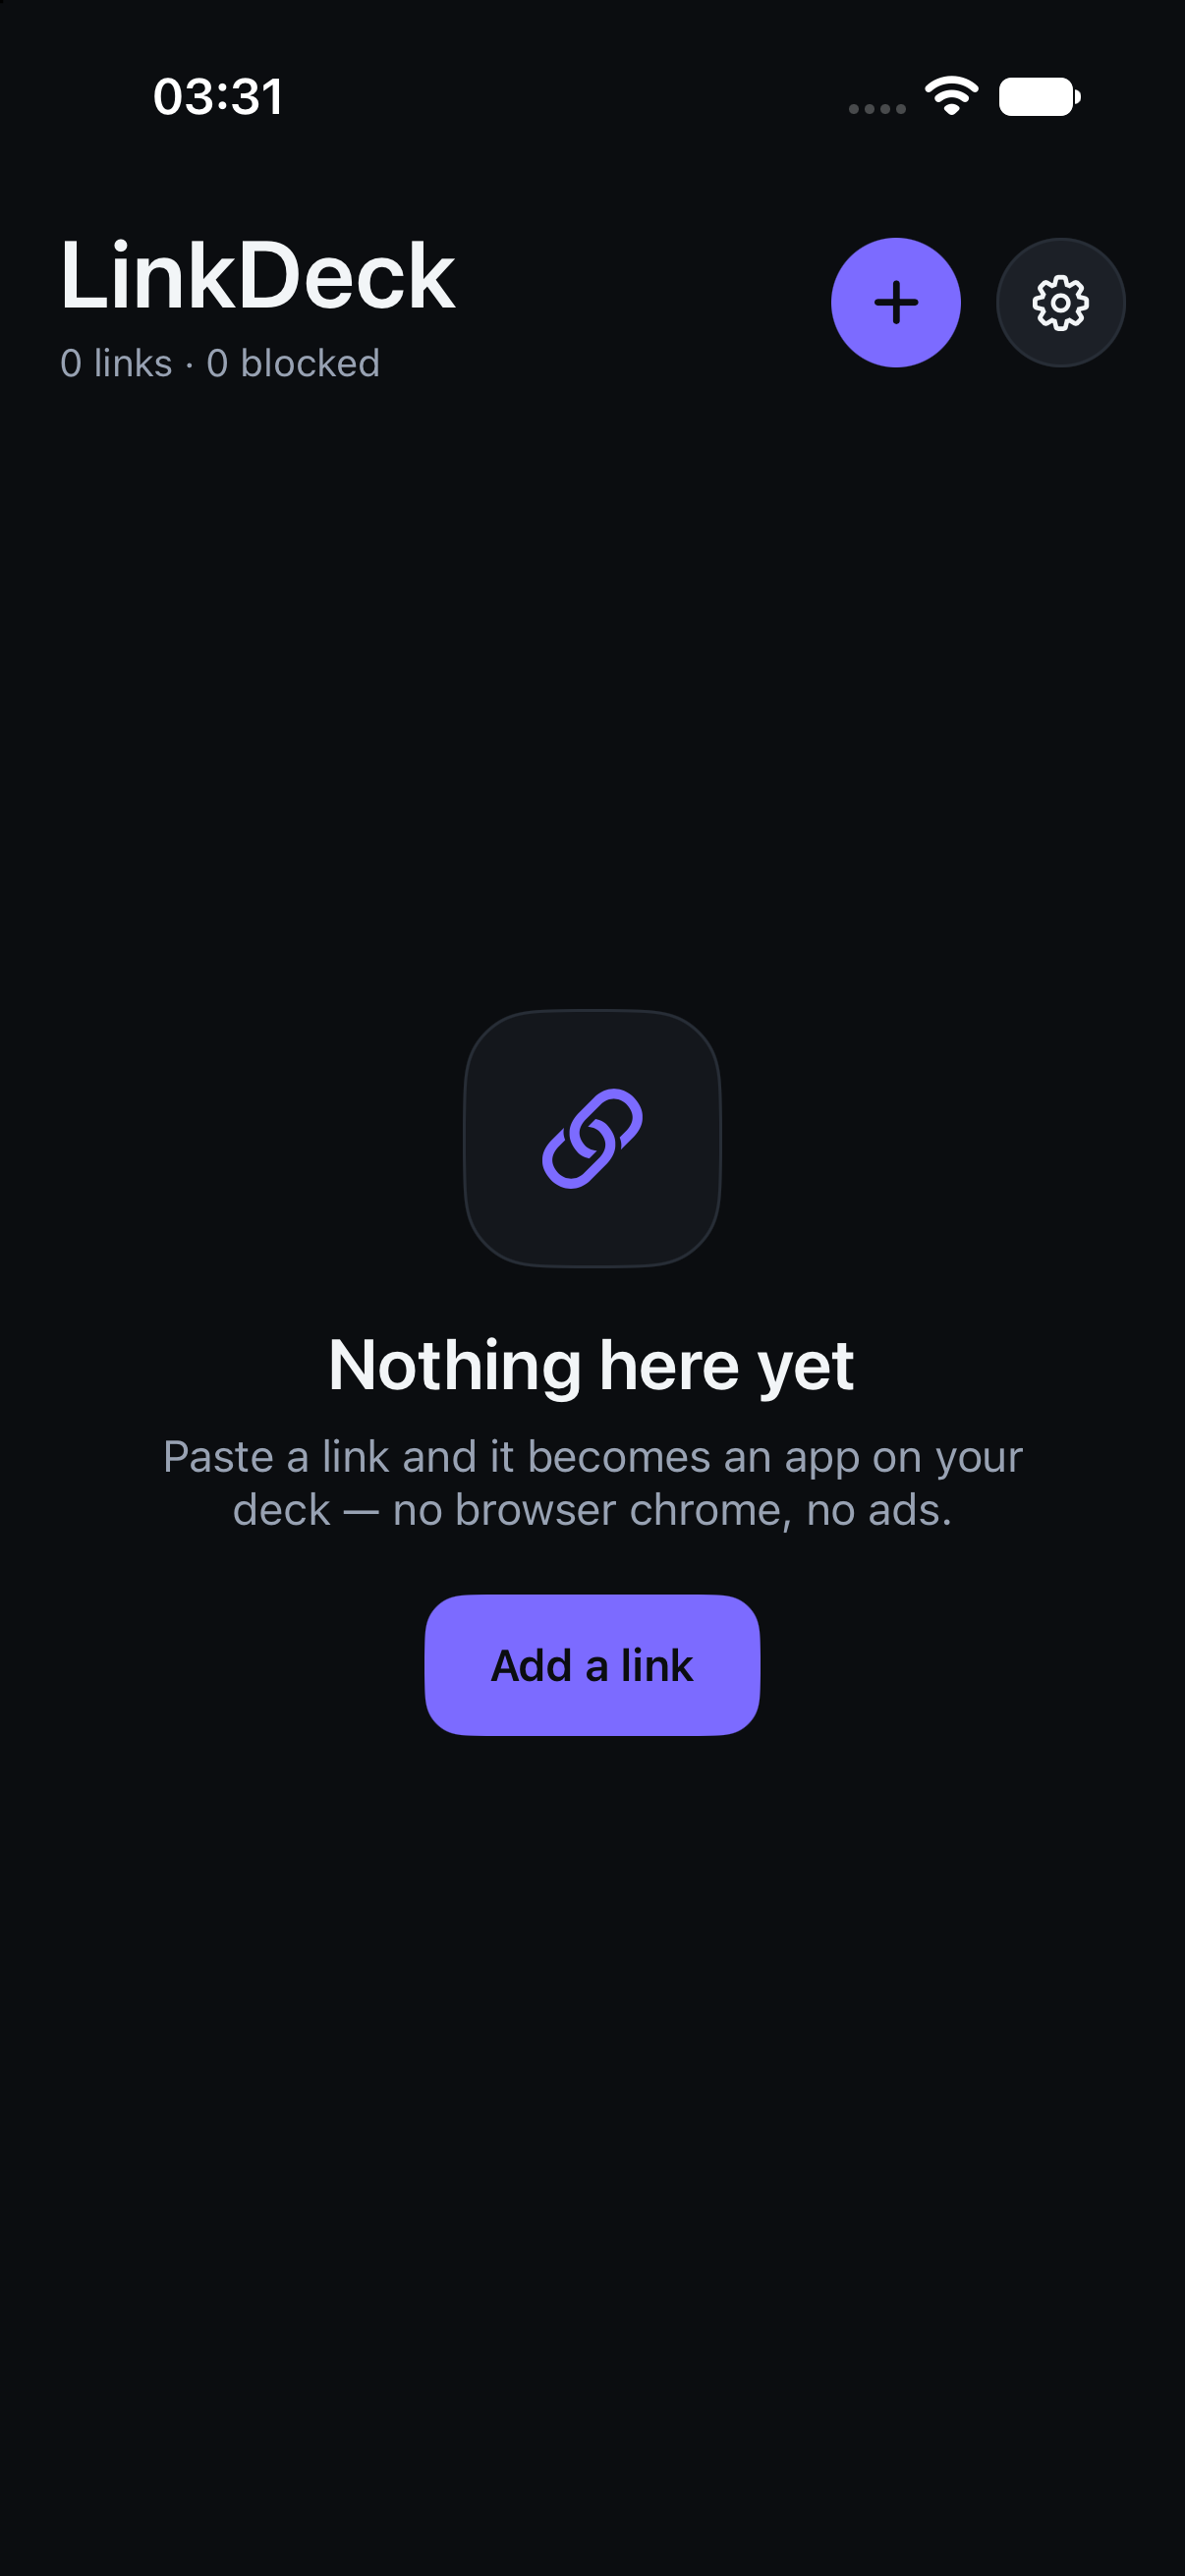 03:31
LinkDeck
0 links · 0 blocked
Nothing here yet
Paste a link and it becomes an app on your
deck — no browser chrome, no ads.
Add a link